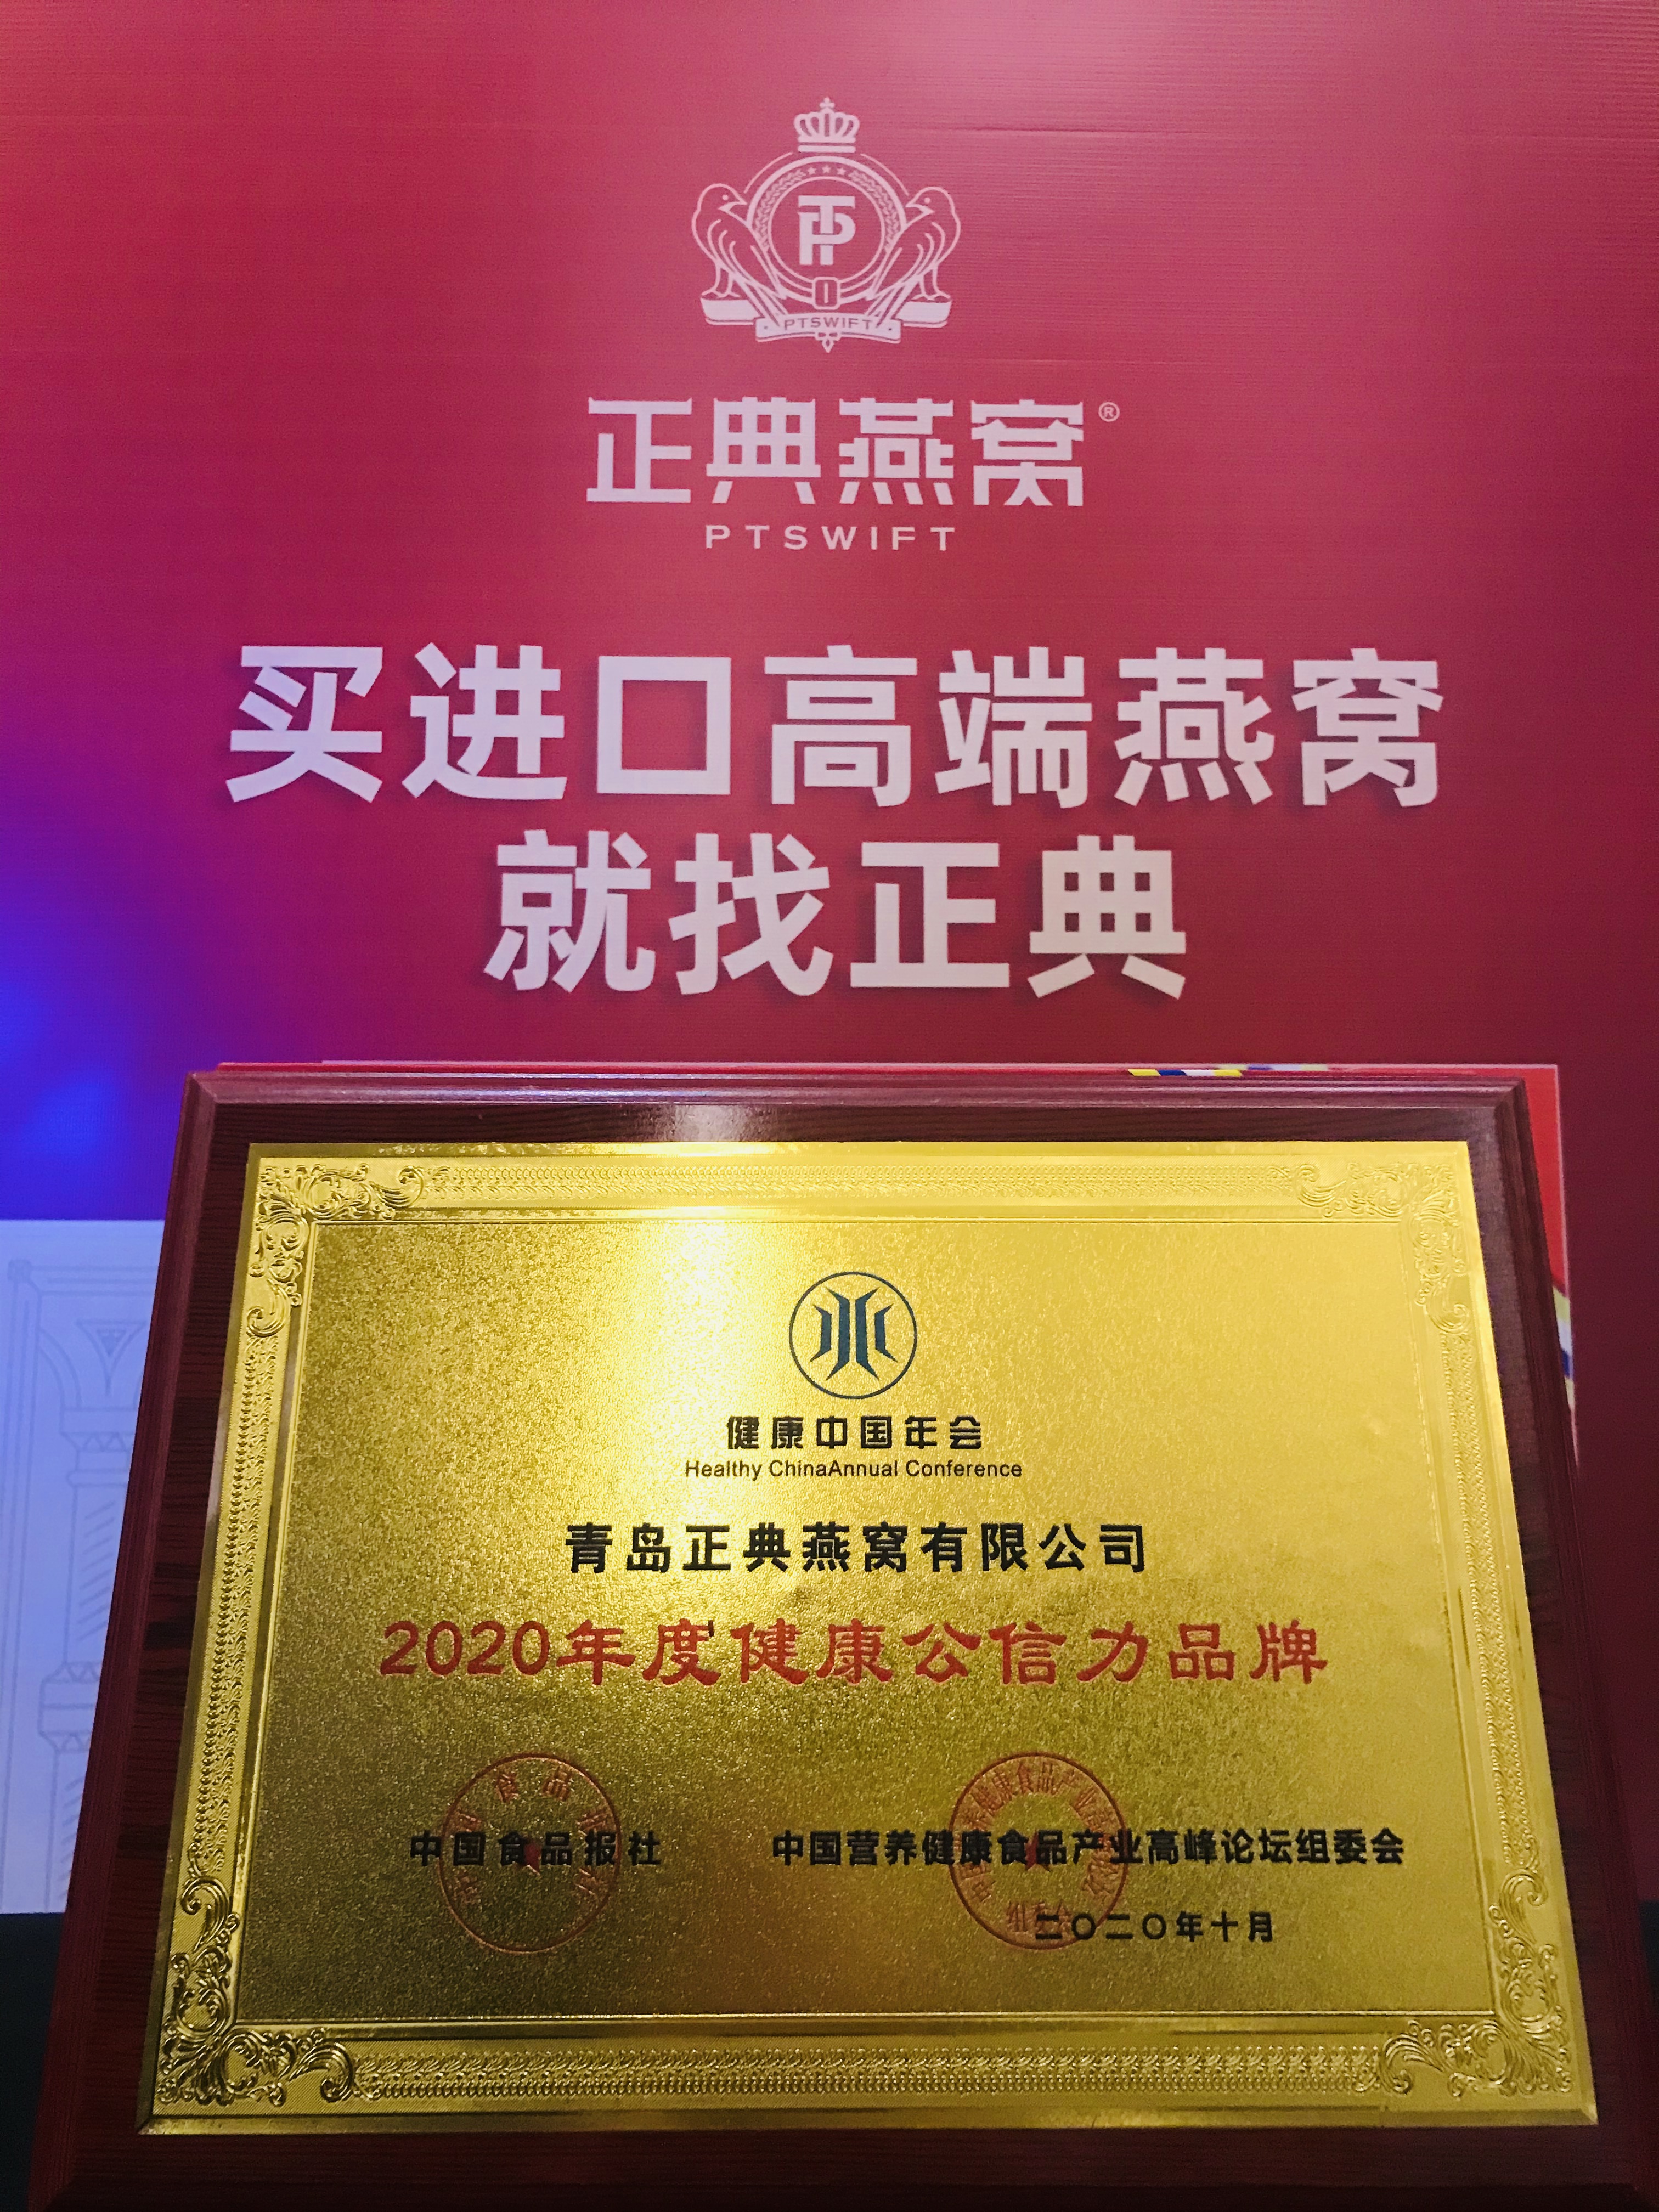 PTSWIFT
正典燕窝®
PTSWIFT
买进口高端燕窝
就找正典
健康中国年会
Healthy ChinaAnnual Conference
青岛正典燕窝有限公司
2020年度健康公信力品牌
中国食品报社 中国营养健康食品产业高峰论坛组委会
二〇二〇年十月